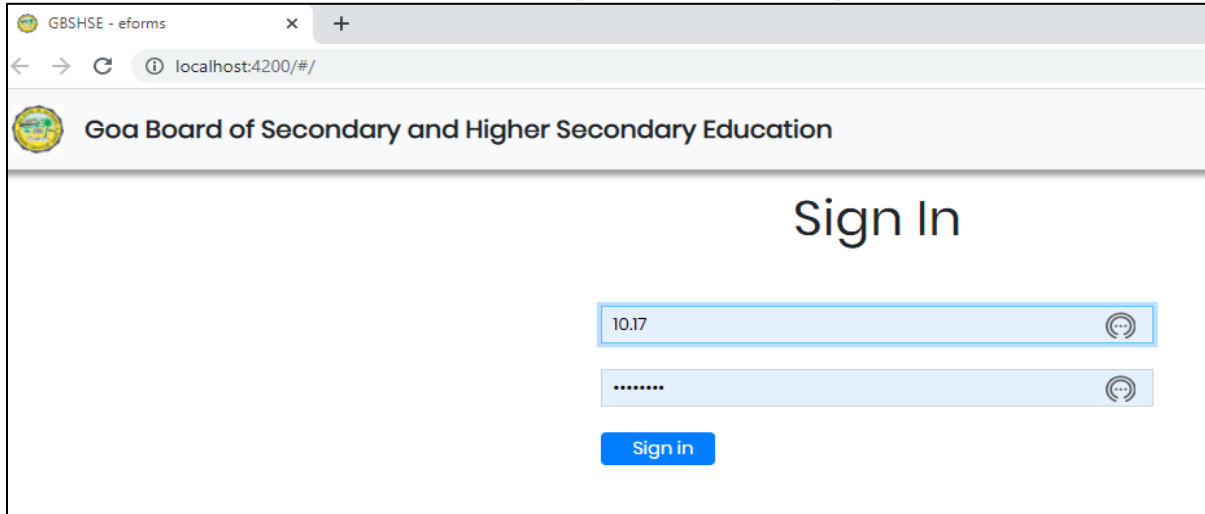 GBSHSE - eforms
localhost:4200/#/
Goa Board of Secondary and Higher Secondary Education
Sign In
10.17
••••••••
Sign in